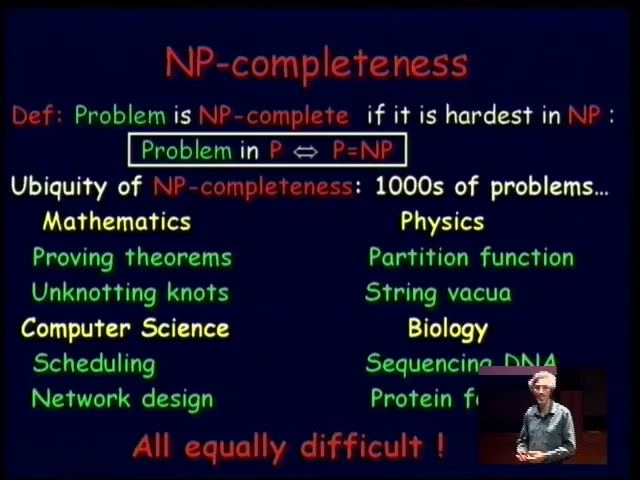 NP-completeness
Def: Problem is NP-complete if it is hardest in NP :
Problem in P ⇔ P=NP
Ubiquity of NP-completeness: 1000s of problems…
Mathematics Physics
Proving theorems Partition function
Unknotting knots String vacua
Computer Science Biology
Scheduling Sequencing DNA
Network design Protein
All equally difficult !